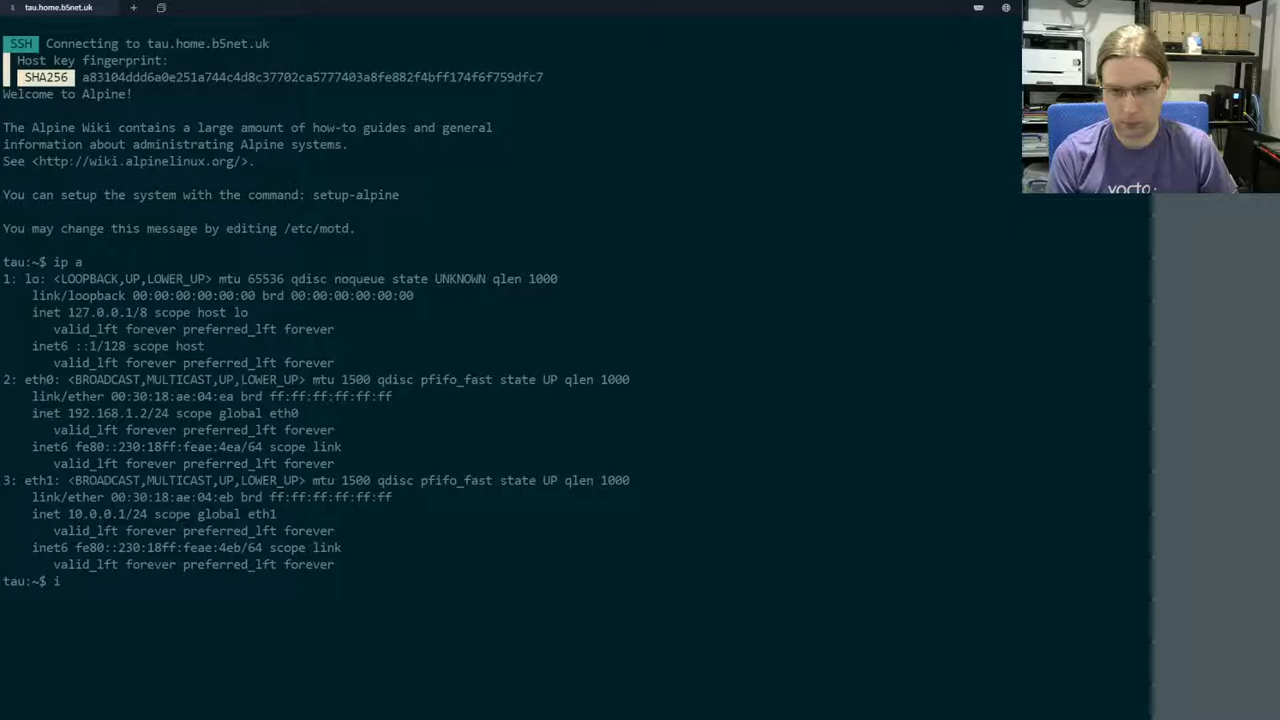 tau.home.b5net.uk
SSH Connecting to tau.home.b5net.uk
Host key fingerprint:
SHA256 a83104ddd6a0e251a744c4d8c37702ca5777403a8fe882f4bff174f6f759dfc7
Welcome to Alpine!
The Alpine Wiki contains a large amount of how-to guides and general
information about administrating Alpine systems.
See <http://wiki.alpinelinux.org/>.
You can setup the system with the command: setup-alpine
You may change this message by editing /etc/motd.
tau:~$ ip a
1: lo: <LOOPBACK,UP,LOWER_UP> mtu 65536 qdisc noqueue state UNKNOWN qlen 1000
link/loopback 00:00:00:00:00:00 brd 00:00:00:00:00:00
inet 127.0.0.1/8 scope host lo
valid_lft forever preferred_lft forever
inet6 ::1/128 scope host
valid_lft forever preferred_lft forever
2: eth0: <BROADCAST,MULTICAST,UP,LOWER_UP> mtu 1500 qdisc pfifo_fast state UP qlen 1000
link/ether 00:30:18:ae:04:ea brd ff:ff:ff:ff:ff:ff
inet 192.168.1.2/24 scope global eth0
valid_lft forever preferred_lft forever
inet6 fe80::230:18ff:feae:4ea/64 scope link
valid_lft forever preferred_lft forever
3: eth1: <BROADCAST,MULTICAST,UP,LOWER_UP> mtu 1500 qdisc pfifo_fast state UP qlen 1000
link/ether 00:30:18:ae:04:eb brd ff:ff:ff:ff:ff:ff
inet 10.0.0.1/24 scope global eth1
valid_lft forever preferred_lft forever
inet6 fe80::230:18ff:feae:4eb/64 scope link
valid_lft forever preferred_lft forever
tau:~$ i